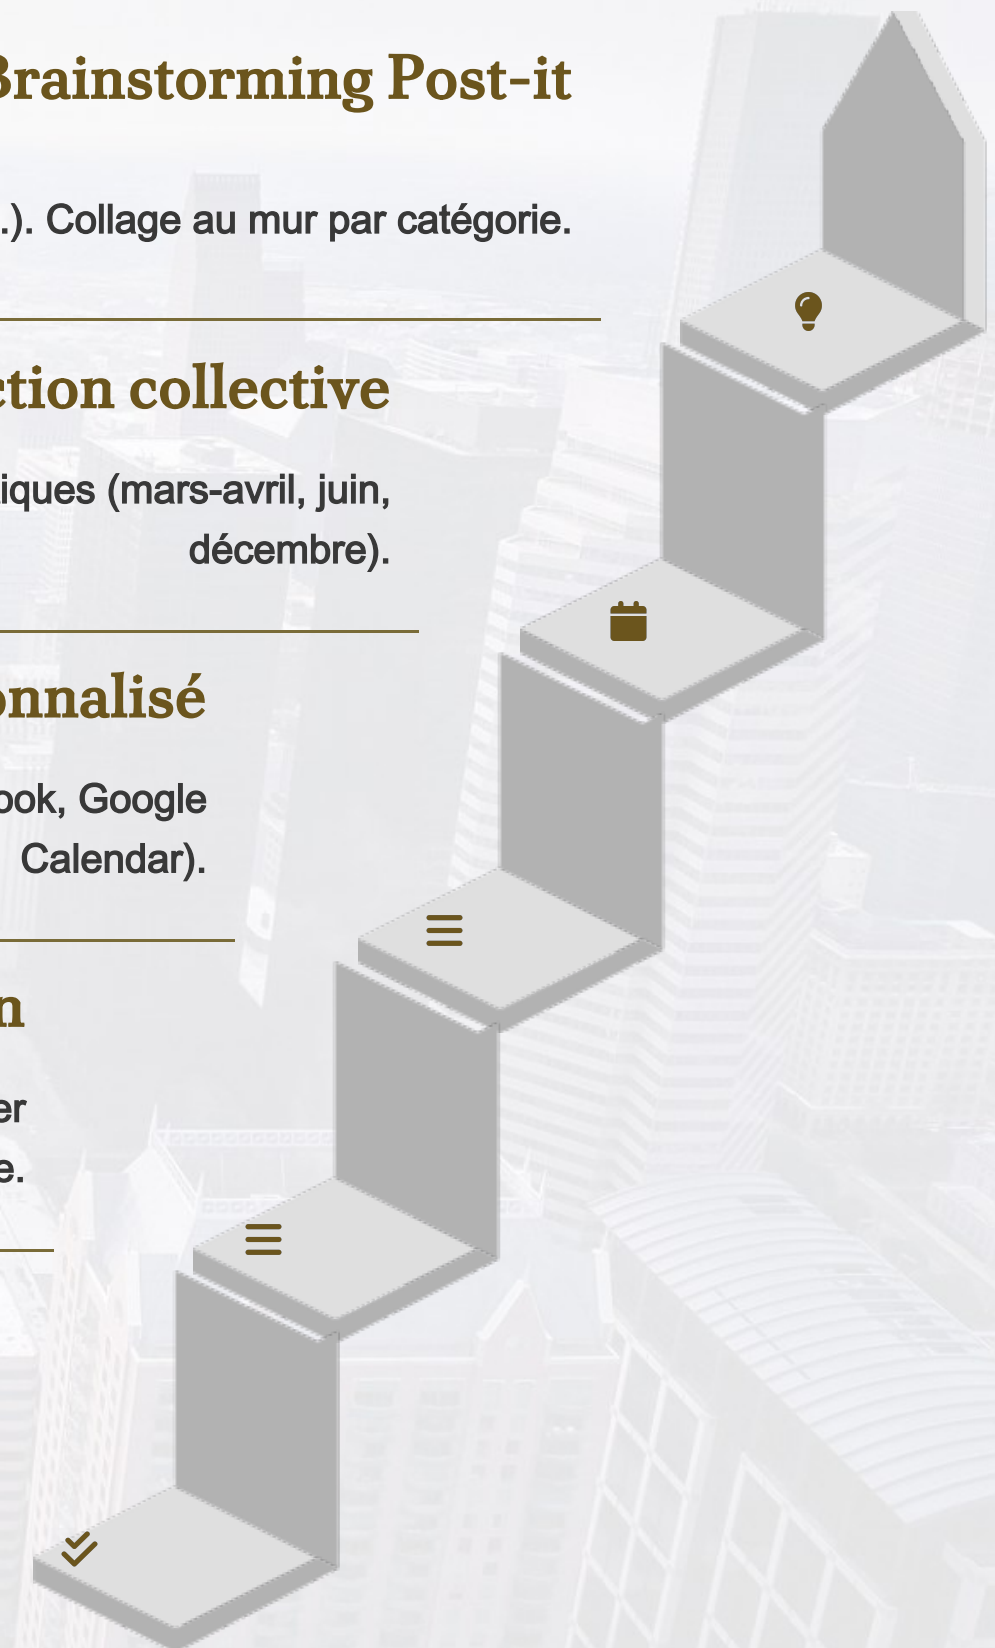 Brainstorming Post-it
.). Collage au mur par catégorie.
ction collective
iques (mars-avril, juin,
décembre).
onnalisé
ook, Google
Calendar).
n
er
e.